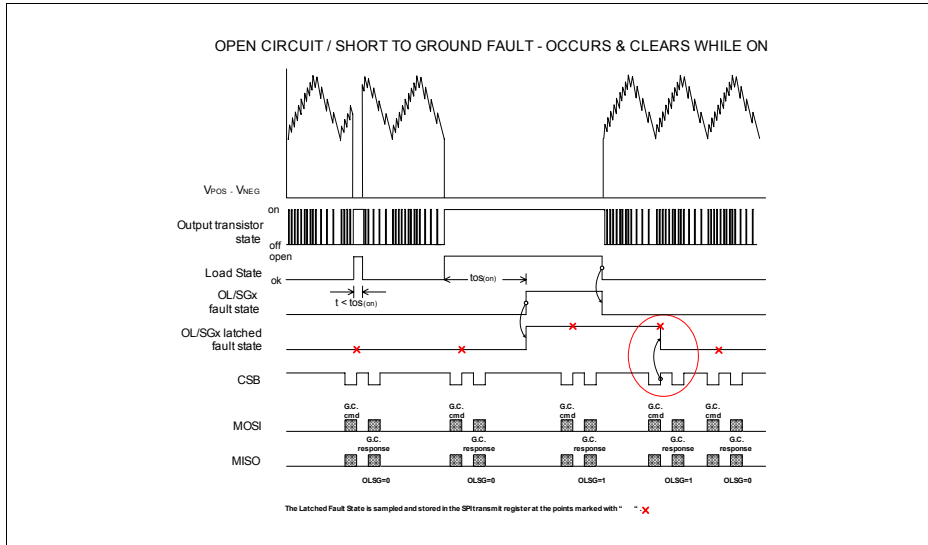 OPEN CIRCUIT / SHORT TO GROUND FAULT - OCCURS & CLEARS WHILE ON
VPOS - VNEG
on
Output transistor
state
off
open
Load State
ok
tos(on)
t < tos(on)
OL/SGx
fault state
OL/SGx latched
fault state
CSB
G.C. G.C. G.C. G.C. G.C.
cmd cmd cmd cmd cmd
MOSI
G.C. G.C. G.C. G.C. G.C.
response response response response response
MISO
OLSG=0 OLSG=0 OLSG=1 OLSG=1 OLSG=0
The Latched Fault State is sampled and stored in the SPI transmit register at the points marked with “ “ .